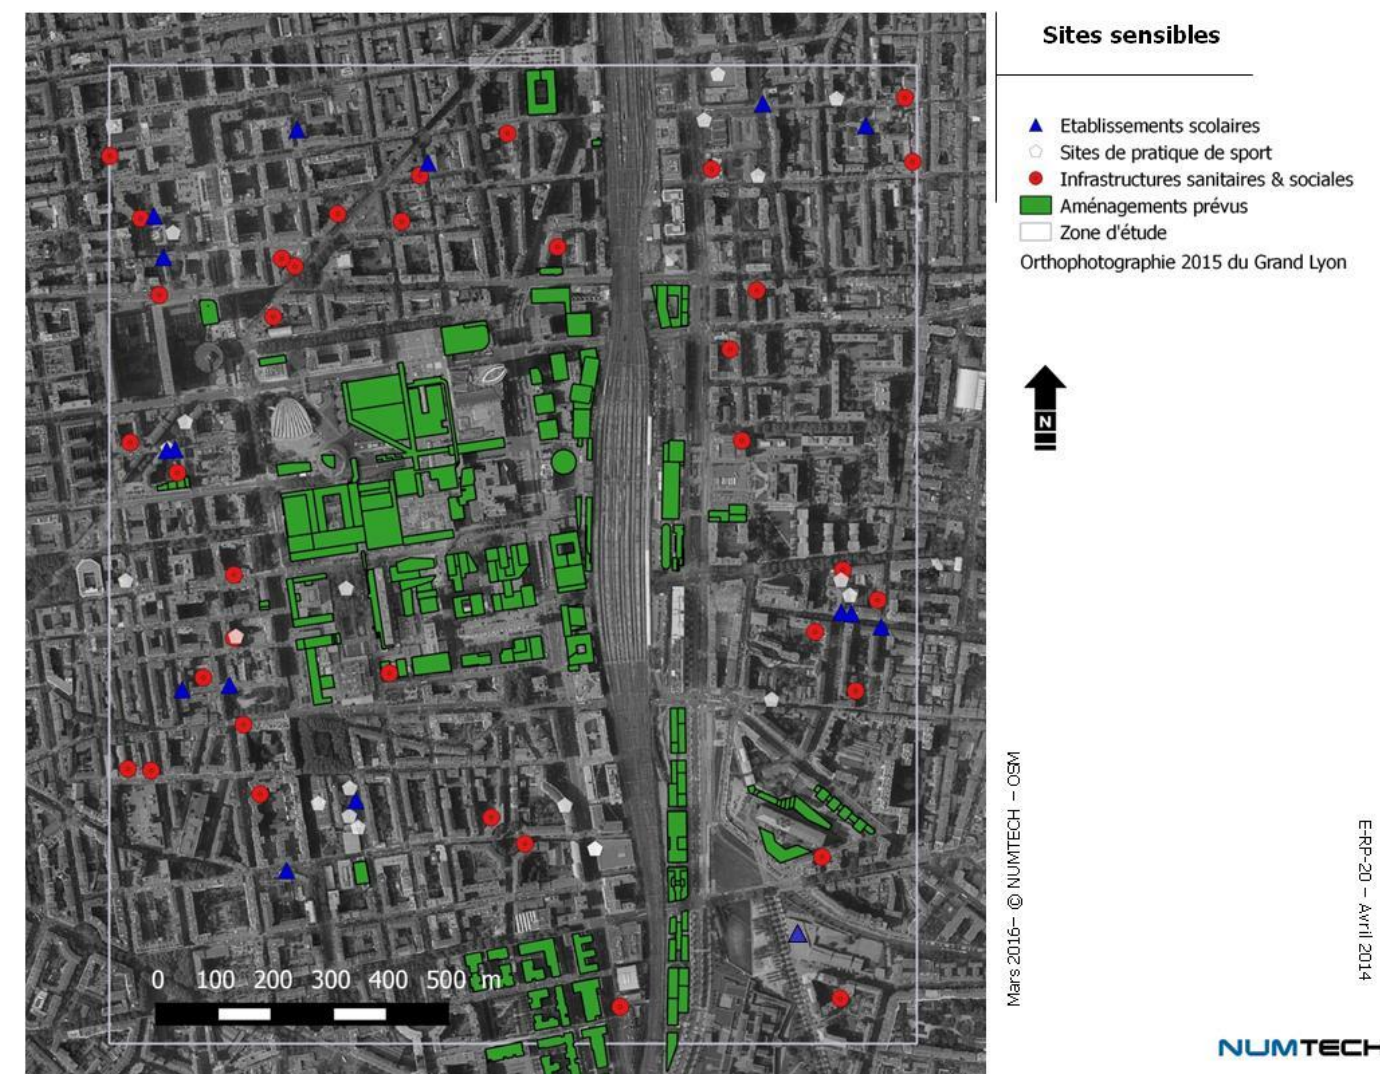 Sites sensibles
Etablissements scolaires
Sites de pratique de sport
Infrastructures sanitaires & sociales
Aménagements prévus
Zone d'étude
Orthophotographie 2015 du Grand Lyon
N
Mars 2016– © NUMTECH – OSM
E-RP-20 – Avril 2014
0 100 200 300 400 500 m
NUMTECH